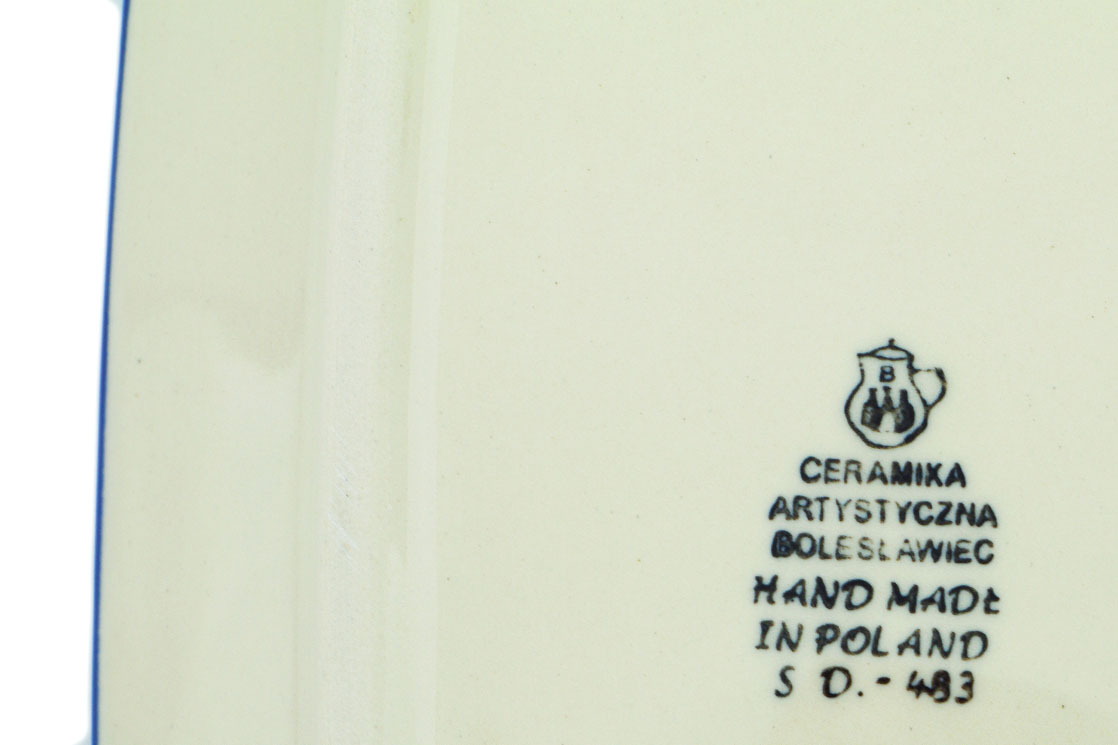 B
CERAMIKA
ARTYSTYCZNA
BOLESŁAWIEC
HAND MADE
IN POLAND
S D.-483